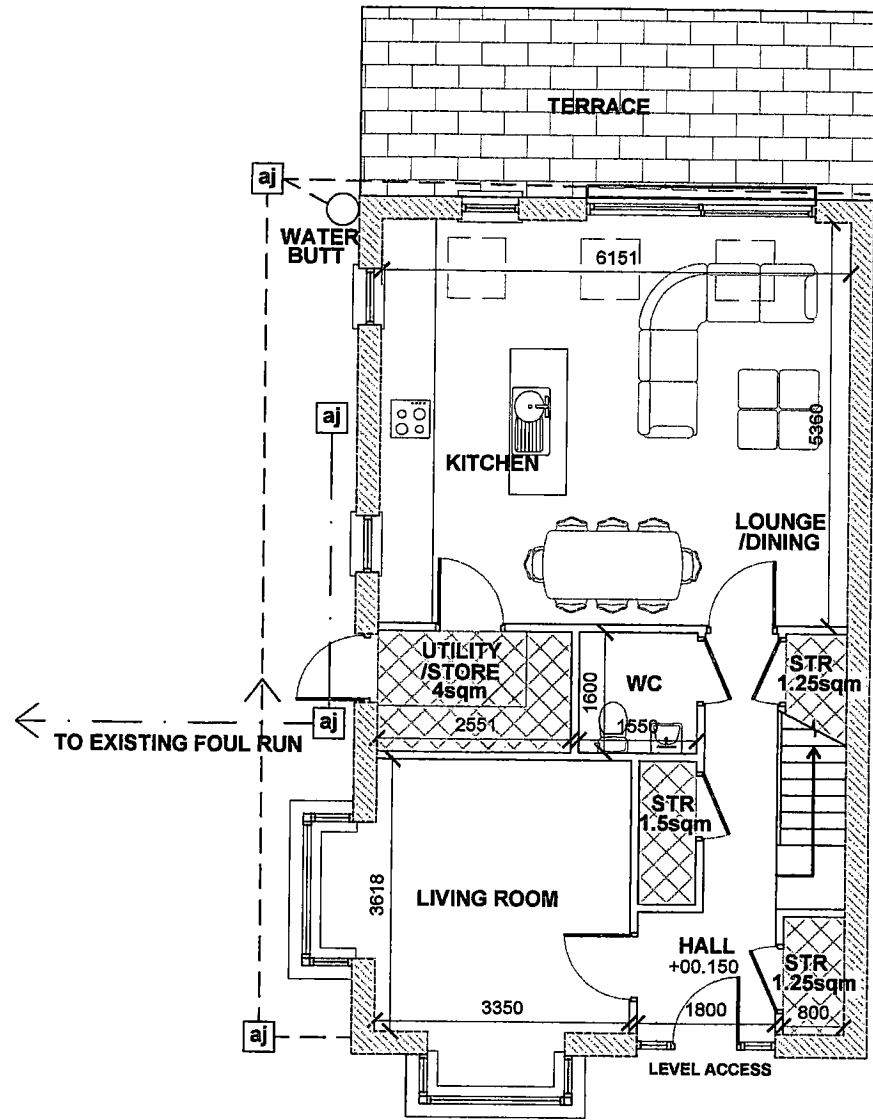 TERRACE
aj
WATER
BUTT
6151
aj
KITCHEN
5360
LOUNGE
/DINING
UTILITY
/STORE
4sqm
2551
1600
WC
1550
STR
1.25sqm
aj
TO EXISTING FOUL RUN
STR
1.5sqm
3618
LIVING ROOM
HALL
+00.150
STR
1.25sqm
aj
3350
1800
800
LEVEL ACCESS